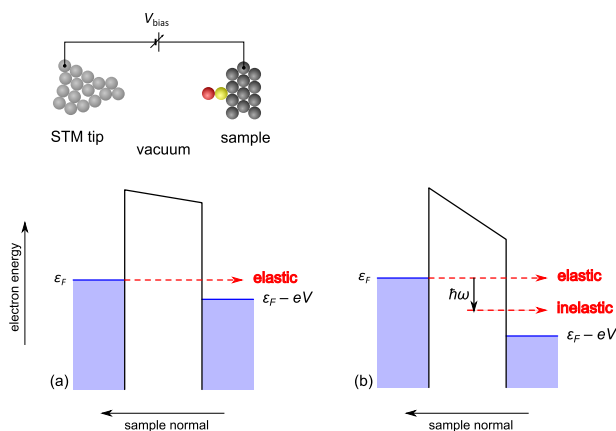 V_bias
STM tip
sample
vacuum
electron energy
ε_F
elastic
ε_F – eV
(a)
sample normal
ε_F
elastic
ħω
inelastic
ε_F – eV
(b)
sample normal